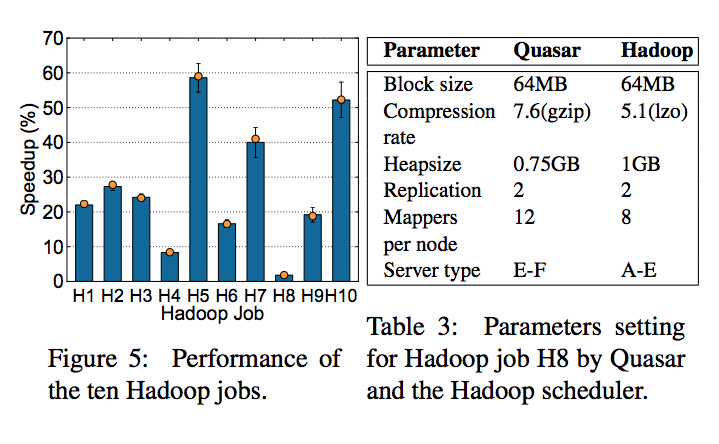 70
60
50
40
30
20
10
0
Speedup (%)
H1 H2 H3 H4 H5 H6 H7 H8 H9 H10
Hadoop Job
Figure 5: Performance of
the ten Hadoop jobs.
Parameter Quasar Hadoop
Block size 64MB 64MB
Compression 7.6(gzip) 5.1(lzo)
rate
Heapsize 0.75GB 1GB
Replication 2 2
Mappers 12 8
per node
Server type E-F A-E
Table 3: Parameters setting
for Hadoop job H8 by Quasar
and the Hadoop scheduler.